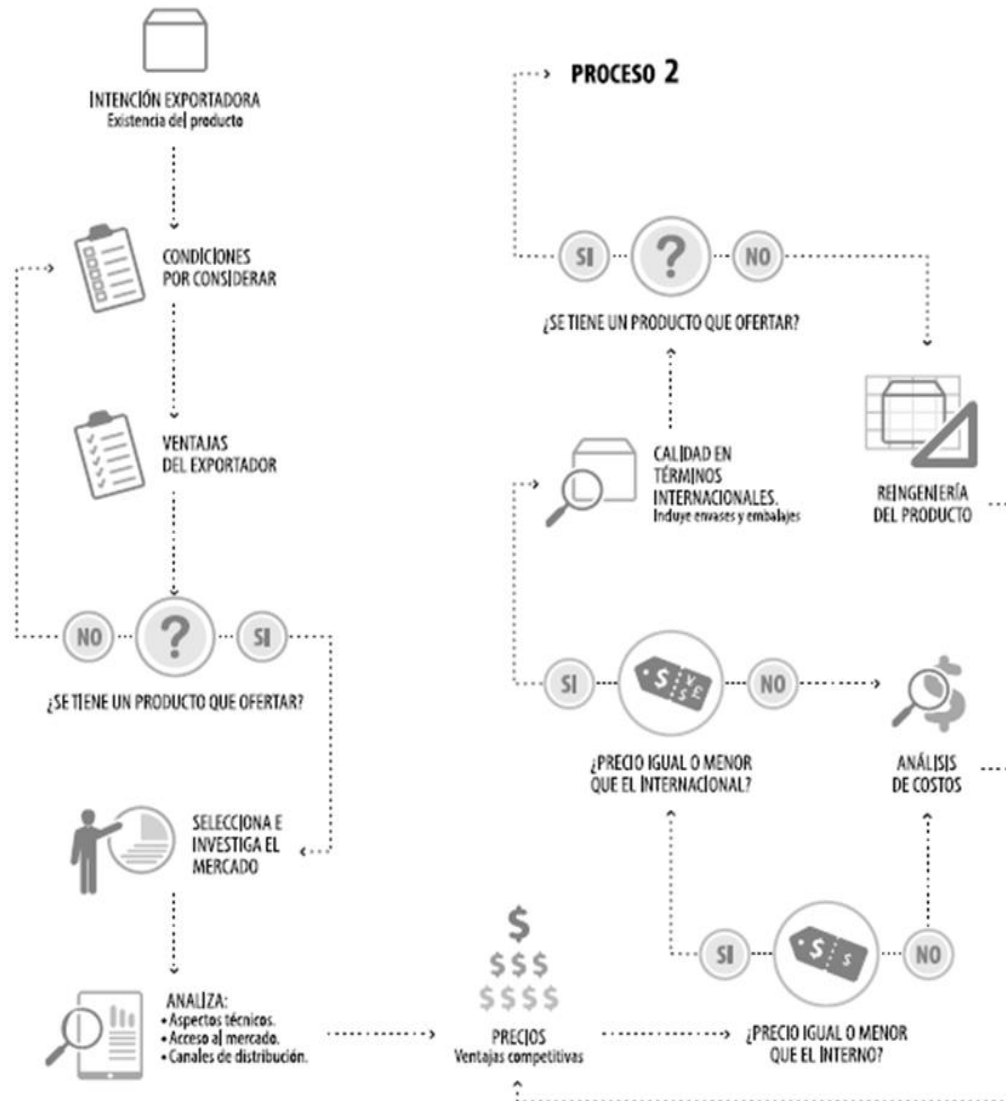 INTENCIÓN EXPORTADORA
Existencia del producto
CONDICIONES
POR CONSIDERAR
VENTAJAS
DEL EXPORTADOR
NO
?
SI
¿SE TIENE UN PRODUCTO QUE OFERTAR?
SELECCIONA E
INVESTIGA EL
MERCADO
ANALIZA:
• Aspectos técnicos.
• Acceso al mercado.
• Canales de distribución.
$
$$$
$$$$
PRECIOS
Ventajas competitivas
SI
$ $
NO
¿PRECIO IGUAL O MENOR
QUE EL INTERNO?
ANÁLISIS
DE COSTOS
SI
$ ¥ $ £
NO
¿PRECIO IGUAL O MENOR
QUE EL INTERNACIONAL?
CALIDAD EN
TÉRMINOS
INTERNACIONALES.
Incluye envases y embalajes
SI
?
NO
¿SE TIENE UN PRODUCTO QUE OFERTAR?
REINGENIERÍA
DEL PRODUCTO
PROCESO 2